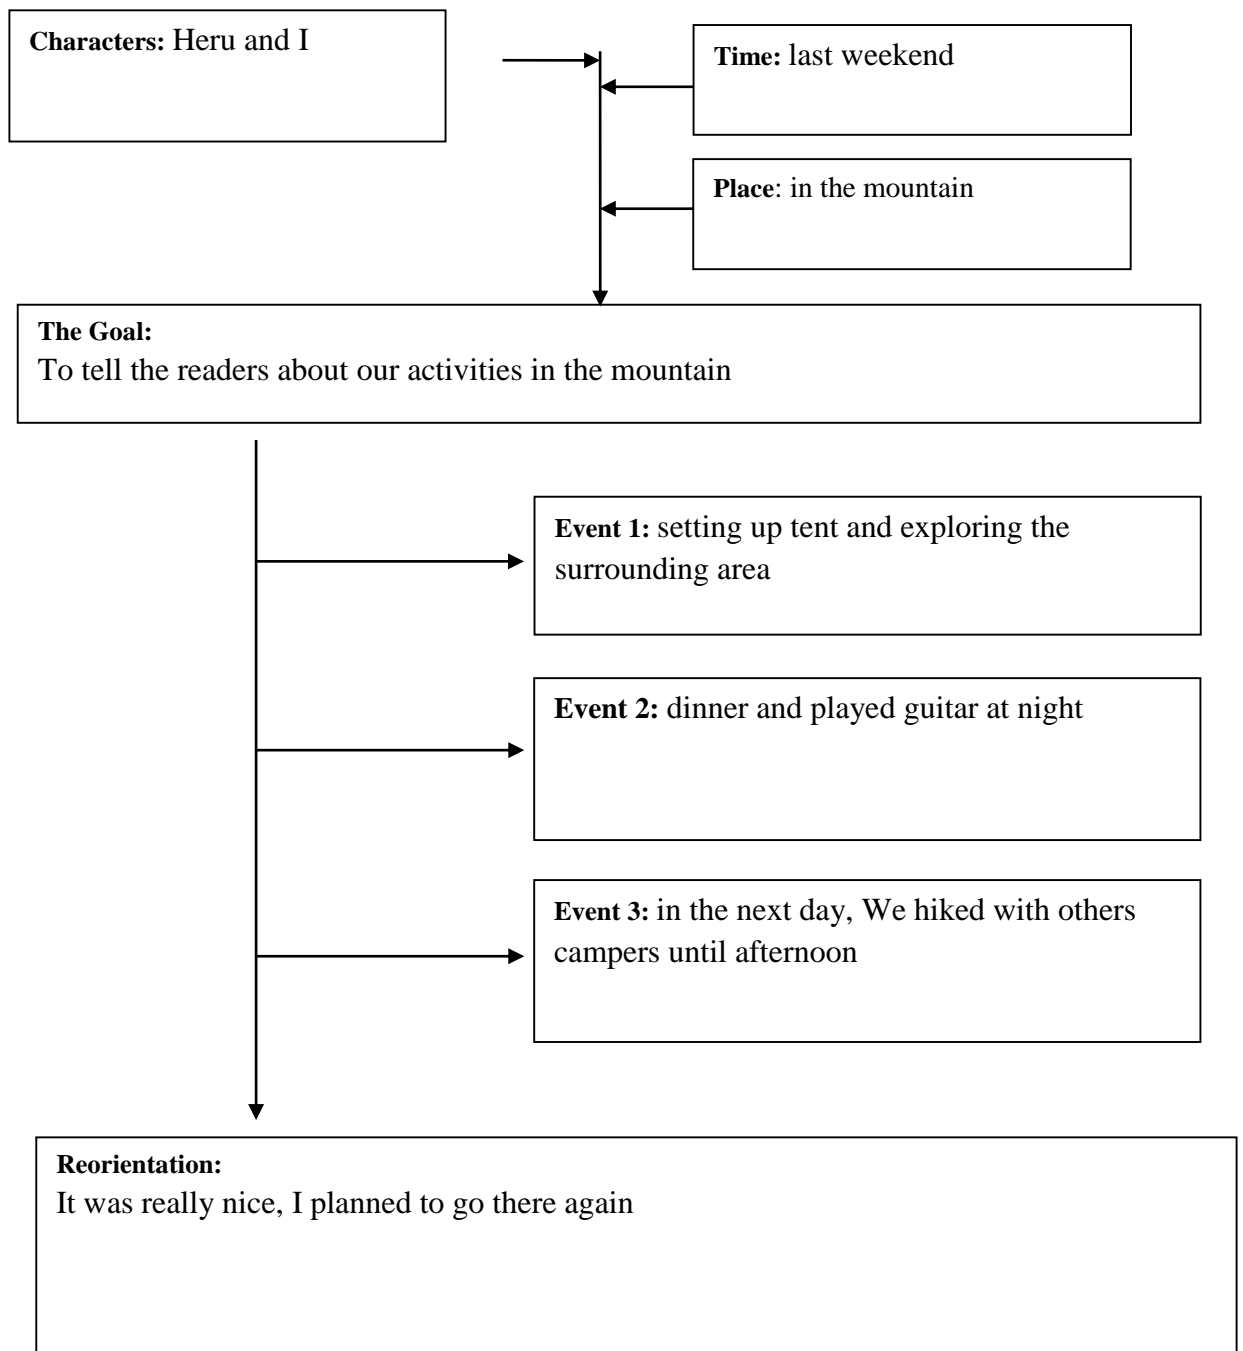 Characters: Heru and I
Time: last weekend
Place: in the mountain
The Goal:
To tell the readers about our activities in the mountain
Event 1: setting up tent and exploring the
surrounding area
Event 2: dinner and played guitar at night
Event 3: in the next day, We hiked with others
campers until afternoon
Reorientation:
It was really nice, I planned to go there again